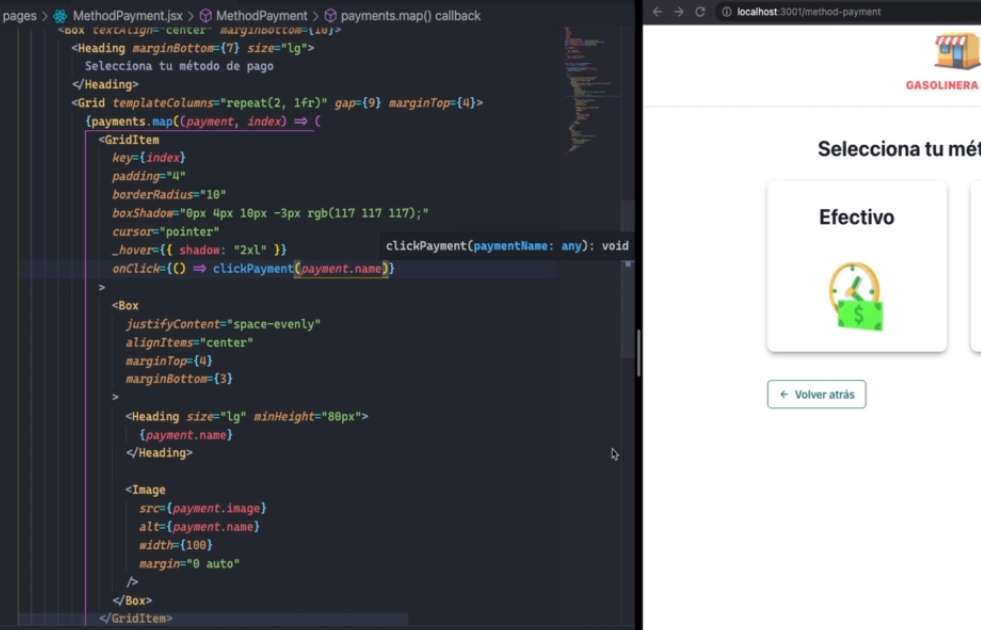 pages > MethodPayment.jsx > MethodPayment > payments.map() callback
<Box textAlign="center" marginBottom={10}>
<Heading marginBottom={7} size="lg">
Selecciona tu método de pago
</Heading>
<Grid templateColumns="repeat(2, 1fr)" gap={9} marginTop={4}>
{payments.map((payment, index) => (
<GridItem
key={index}
padding="4"
borderRadius="10"
boxShadow="0px 4px 10px -3px rgb(117 117 117);"
cursor="pointer"
_hover={{ shadow: "2xl" }}
clickPayment(paymentName: any): void
onClick={() => clickPayment(payment.name)}
>
<Box
justifyContent="space-evenly"
alignItems="center"
marginTop={4}
marginBottom={3}
>
<Heading size="lg" minHeight="80px">
{payment.name}
</Heading>
<Image
src={payment.image}
alt={payment.name}
width={100}
margin="0 auto"
/>
</Box>
</GridItem>
localhost:3001/method-payment
GASOLINERA
Selecciona tu mét
Efectivo
$
← Volver atrás